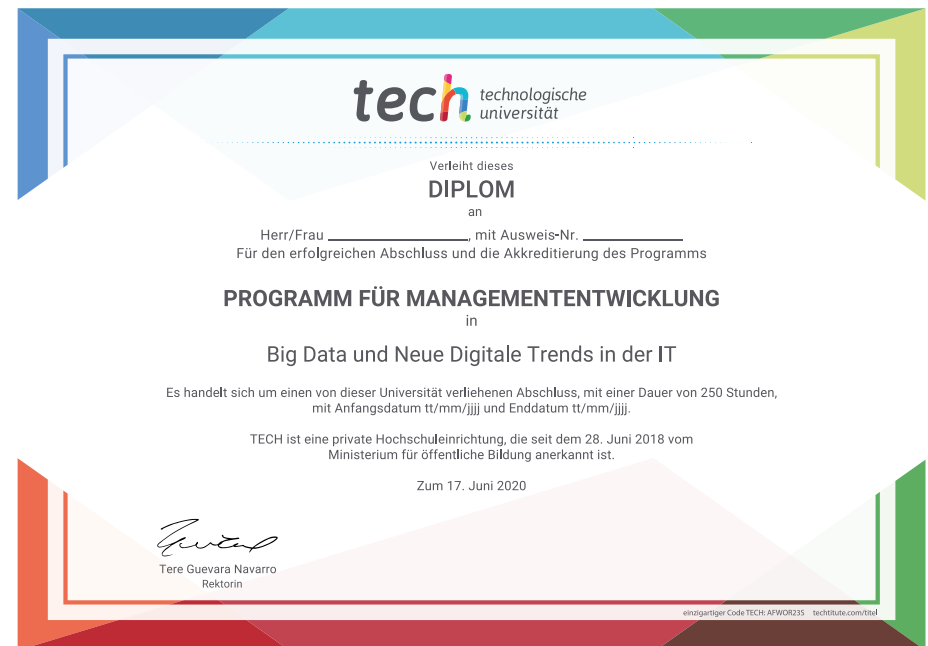 tech technologische
universität
Verleiht dieses
DIPLOM
an
Herr/Frau ____________________, mit Ausweis-Nr. ______________
Für den erfolgreichen Abschluss und die Akkreditierung des Programms
PROGRAMM FÜR MANAGEMENTENTWICKLUNG
in
Big Data und Neue Digitale Trends in der IT
Es handelt sich um einen von dieser Universität verliehenen Abschluss, mit einer Dauer von 250 Stunden,
mit Anfangsdatum tt/mm/jjjj und Enddatum tt/mm/jjjj.
TECH ist eine private Hochschuleinrichtung, die seit dem 28. Juni 2018 vom
Ministerium für öffentliche Bildung anerkannt ist.
Zum 17. Juni 2020
Tere Guevara Navarro
Rektorin
einzigartiger Code TECH: AFWOR235 techtitute.com/titel